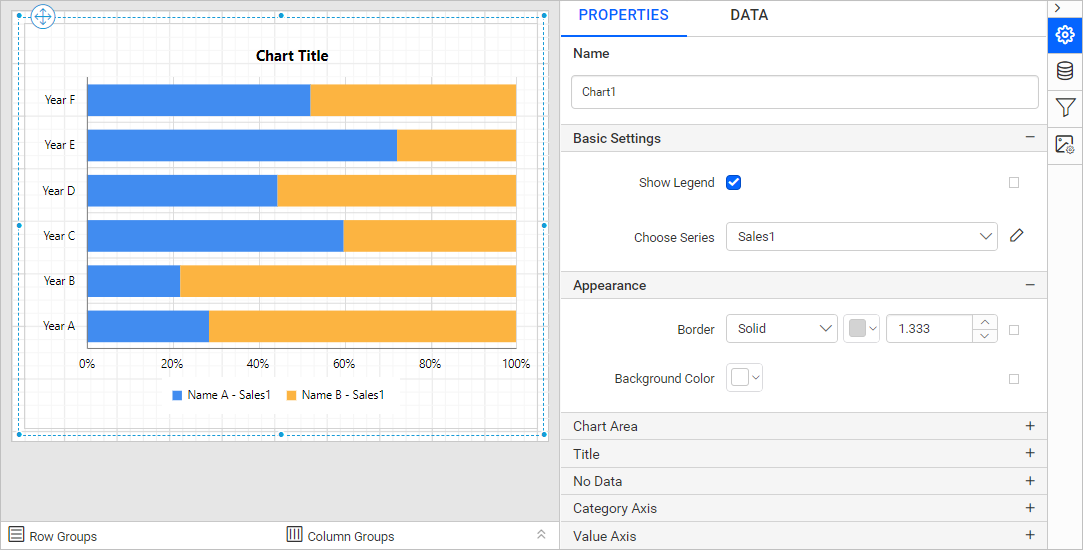 Chart Title
Year F
Year E
Year D
Year C
Year B
Year A
0% 20% 40% 60% 80% 100%
Name A - Sales1 Name B - Sales1
Row Groups Column Groups
PROPERTIES DATA
Name
Chart1
Basic Settings
Show Legend
Choose Series Sales1
Appearance
Border Solid 1.333
Background Color
Chart Area
Title
No Data
Category Axis
Value Axis